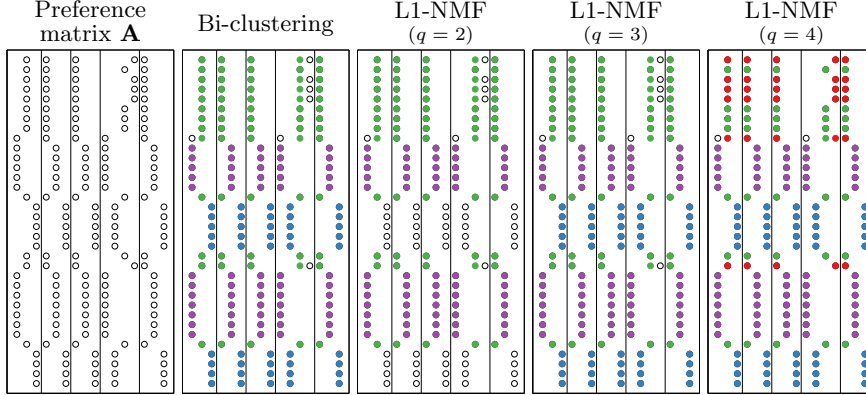 Preference
matrix A
Bi-clustering
L1-NMF
(q = 2)
L1-NMF
(q = 3)
L1-NMF
(q = 4)